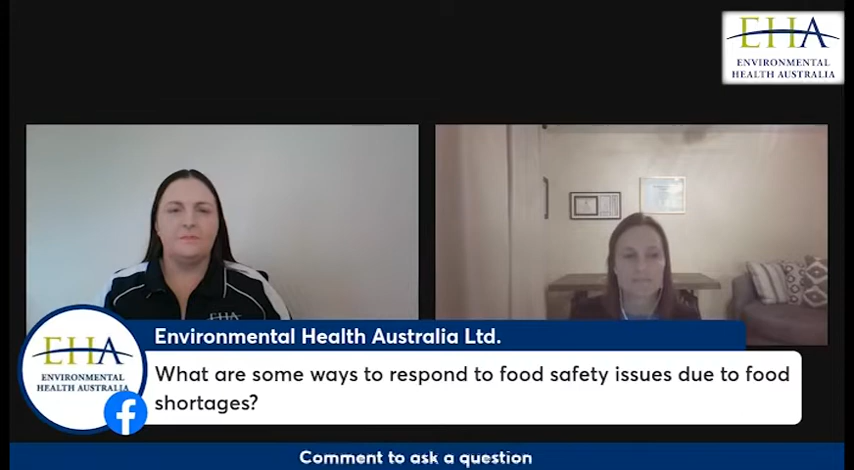 EHA
ENVIRONMENTAL
HEALTH AUSTRALIA
EHA
Environmental Health Australia Ltd.
EHA
ENVIRONMENTAL
HEALTH AUSTRALIA
What are some ways to respond to food safety issues due to food
shortages?
Comment to ask a question